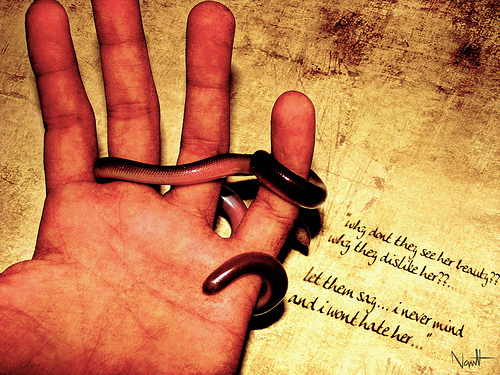 "why dont they see her beauty??
why they dislike her??..
let them say.... i never mind
and i wont hate her..."